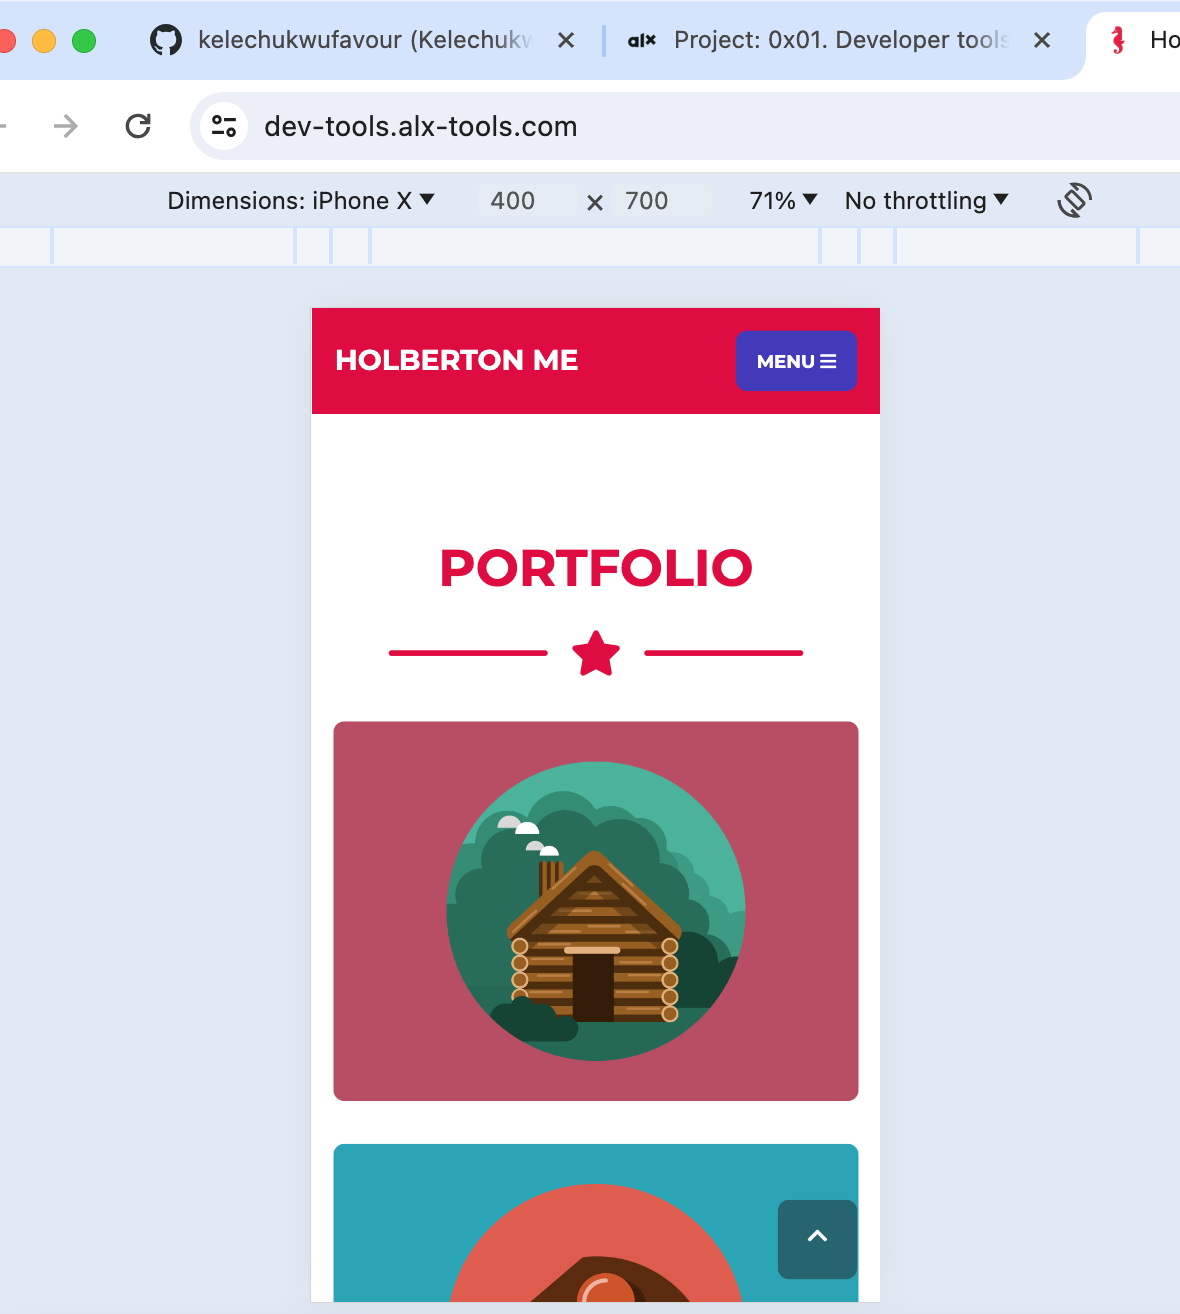 kelechukwufavour (Kelechukw
alx Project: 0x01. Developer tools
Ho
dev-tools.alx-tools.com
Dimensions: iPhone X 400 × 700 71% No throttling
HOLBERTON ME
MENU
PORTFOLIO